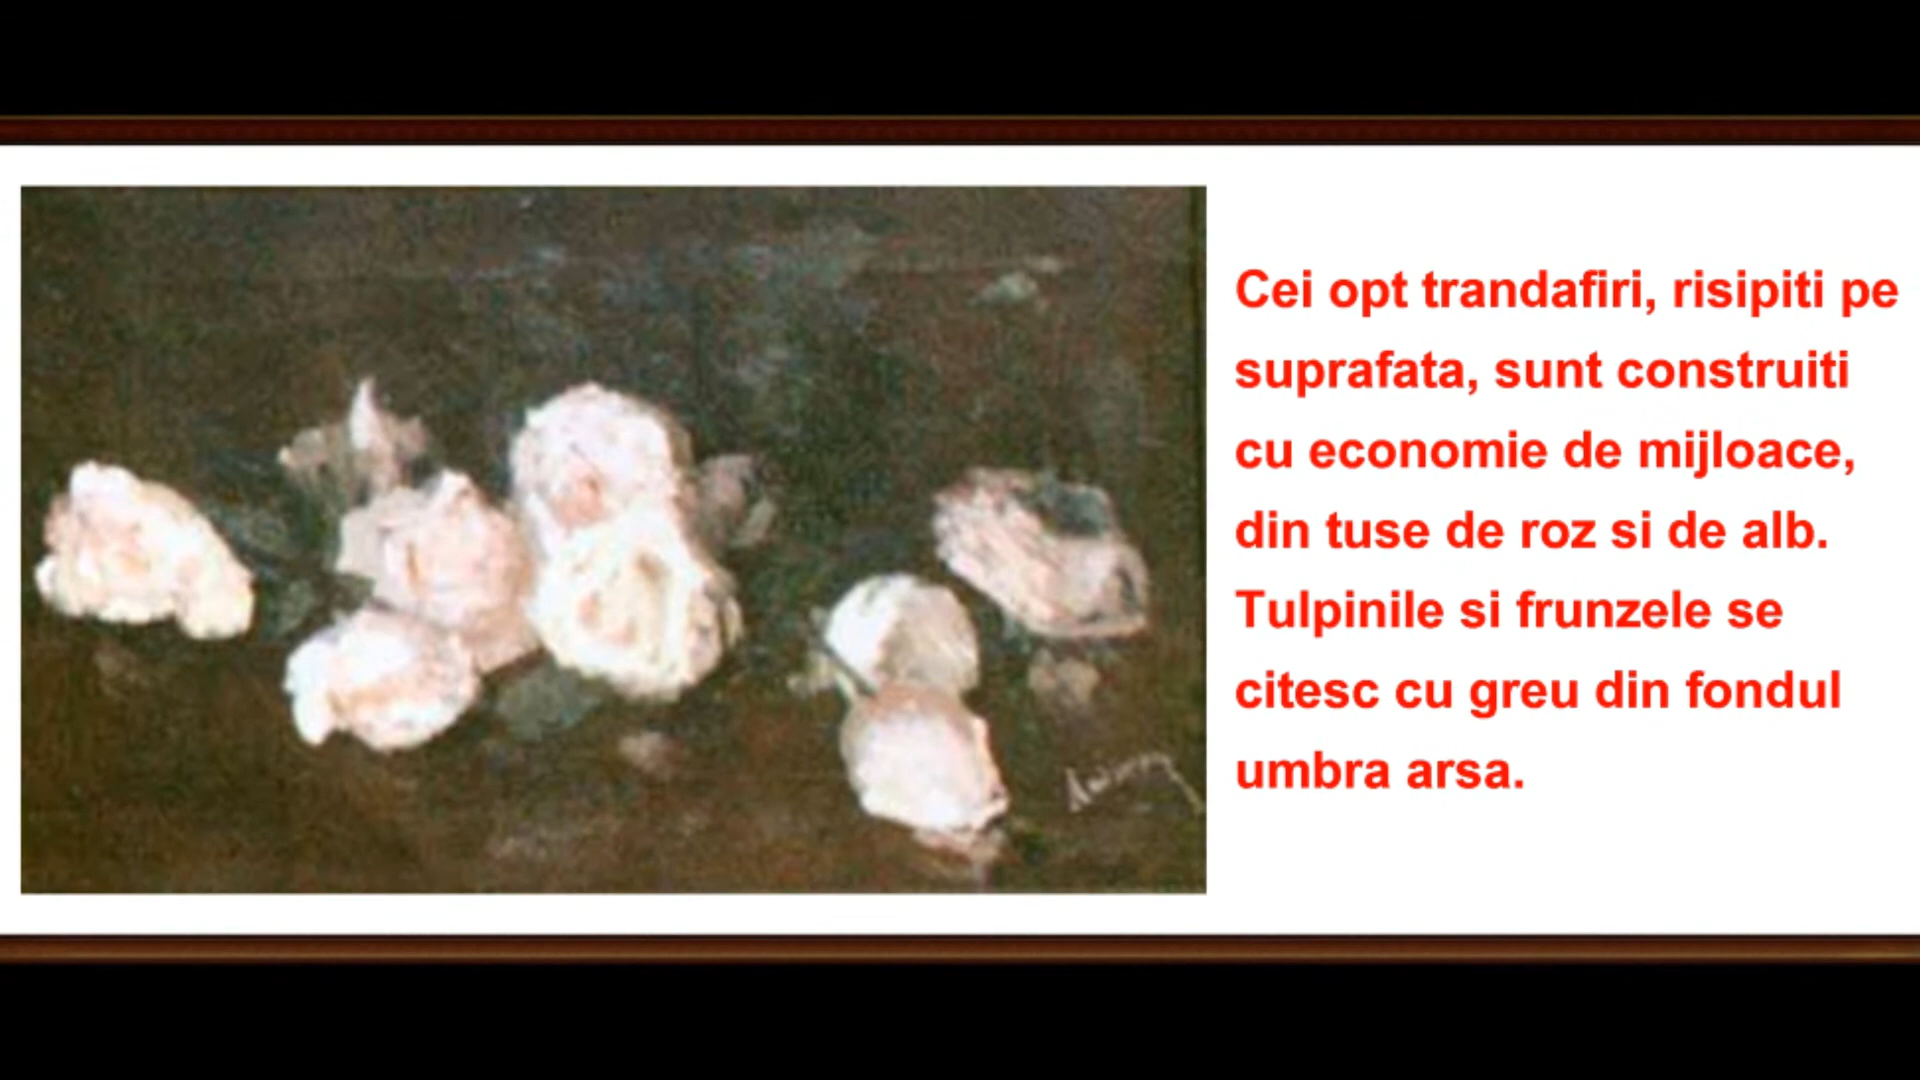 Cei opt trandafiri, risipiti pe
suprafata, sunt construiti
cu economie de mijloace,
din tuse de roz si de alb.
Tulpinile si frunzele se
citesc cu greu din fondul
umbra arsa.